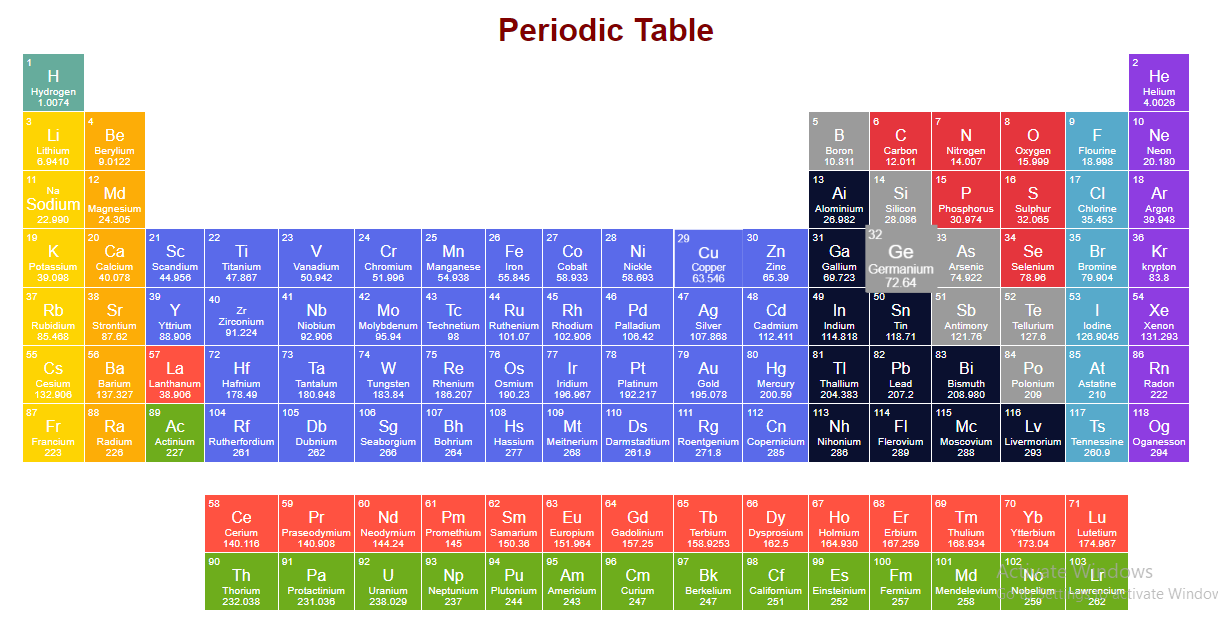 Periodic Table
1
H
Hydrogen
1.0074
2
He
Helium
4.0026
3
Li
Lithium
6.9410
4
Be
Berylium
9.0122
5
B
Boron
10.811
6
C
Carbon
12.011
7
N
Nitrogen
14.007
8
O
Oxygen
15.999
9
F
Flourine
18.998
10
Ne
Neon
20.180
11
Na
Sodium
22.990
12
Md
Magnesium
24.305
13
Ai
Alominium
26.982
14
Si
Silicon
28.086
15
P
Phosphorus
30.974
16
S
Sulphur
32.065
17
Cl
Chlorine
35.453
18
Ar
Argon
39.948
19
K
Potassium
39.098
20
Ca
Calcium
40.078
21
Sc
Scandium
44.956
22
Ti
Titanium
47.867
23
V
Vanadium
50.942
24
Cr
Chromium
51.996
25
Mn
Manganese
54.938
26
Fe
Iron
55.845
27
Co
Cobalt
58.933
28
Ni
Nickle
58.693
29
Cu
Copper
63.546
30
Zn
Zinc
65.39
31
Ga
Gallium
69.723
32
Ge
Germanium
72.64
33
As
Arsenic
74.922
34
Se
Selenium
78.96
35
Br
Bromine
79.904
36
Kr
krypton
83.8
37
Rb
Rubidium
85.468
38
Sr
Strontium
87.62
39
Y
Yttrium
88.906
40
Zr
Zirconium
91.224
41
Nb
Niobium
92.906
42
Mo
Molybdenum
95.94
43
Tc
Technetium
98
44
Ru
Ruthenium
101.07
45
Rh
Rhodium
102.906
46
Pd
Palladium
106.42
47
Ag
Silver
107.868
48
Cd
Cadmium
112.411
49
In
Indium
114.818
50
Sn
Tin
118.71
51
Sb
Antimony
121.76
52
Te
Tellurium
127.6
53
I
Iodine
126.9045
54
Xe
Xenon
131.293
55
Cs
Cesium
132.906
56
Ba
Barium
137.327
57
La
Lanthanum
38.906
72
Hf
Hafnium
178.49
73
Ta
Tantalum
180.948
74
W
Tungsten
183.84
75
Re
Rhenium
186.207
76
Os
Osmium
190.23
77
Ir
Iridium
196.967
78
Pt
Platinum
192.217
79
Au
Gold
195.078
80
Hg
Mercury
200.59
81
Tl
Thallium
204.383
82
Pb
Lead
207.2
83
Bi
Bismuth
208.980
84
Po
Polonium
209
85
At
Astatine
210
86
Rn
Radon
222
87
Fr
Francium
223
88
Ra
Radium
226
89
Ac
Actinium
227
104
Rf
Rutherfordium
261
105
Db
Dubnium
262
106
Sg
Seaborgium
266
107
Bh
Bohrium
264
108
Hs
Hassium
277
109
Mt
Meitnerium
268
110
Ds
Darmstadtium
261.9
111
Rg
Roentgenium
271.8
112
Cn
Copernicium
285
113
Nh
Nihonium
286
114
Fl
Flerovium
289
115
Mc
Moscovium
288
116
Lv
Livermorium
293
117
Ts
Tennessine
260.9
118
Og
Oganesson
294
58
Ce
Cerium
140.116
59
Pr
Praseodymium
140.908
60
Nd
Neodymium
144.24
61
Pm
Promethium
145
62
Sm
Samarium
150.36
63
Eu
Europium
151.964
64
Gd
Gadolinium
157.25
65
Tb
Terbium
158.9253
66
Dy
Dysprosium
162.5
67
Ho
Holmium
164.930
68
Er
Erbium
167.259
69
Tm
Thulium
168.934
70
Yb
Ytterbium
173.04
71
Lu
Lutetium
174.967
90
Th
Thorium
232.038
91
Pa
Protactinium
231.036
92
U
Uranium
238.029
93
Np
Neptunium
237
94
Pu
Plutonium
244
95
Am
Americium
243
96
Cm
Curium
247
97
Bk
Berkelium
247
98
Cf
Califomium
251
99
Es
Einsteinium
252
100
Fm
Fermium
257
101
Md
Mendelevium
258
102
No
Nobelium
259
103
Lr
Lawrencium
262
Activate Windows
Go to Settings to activate Window